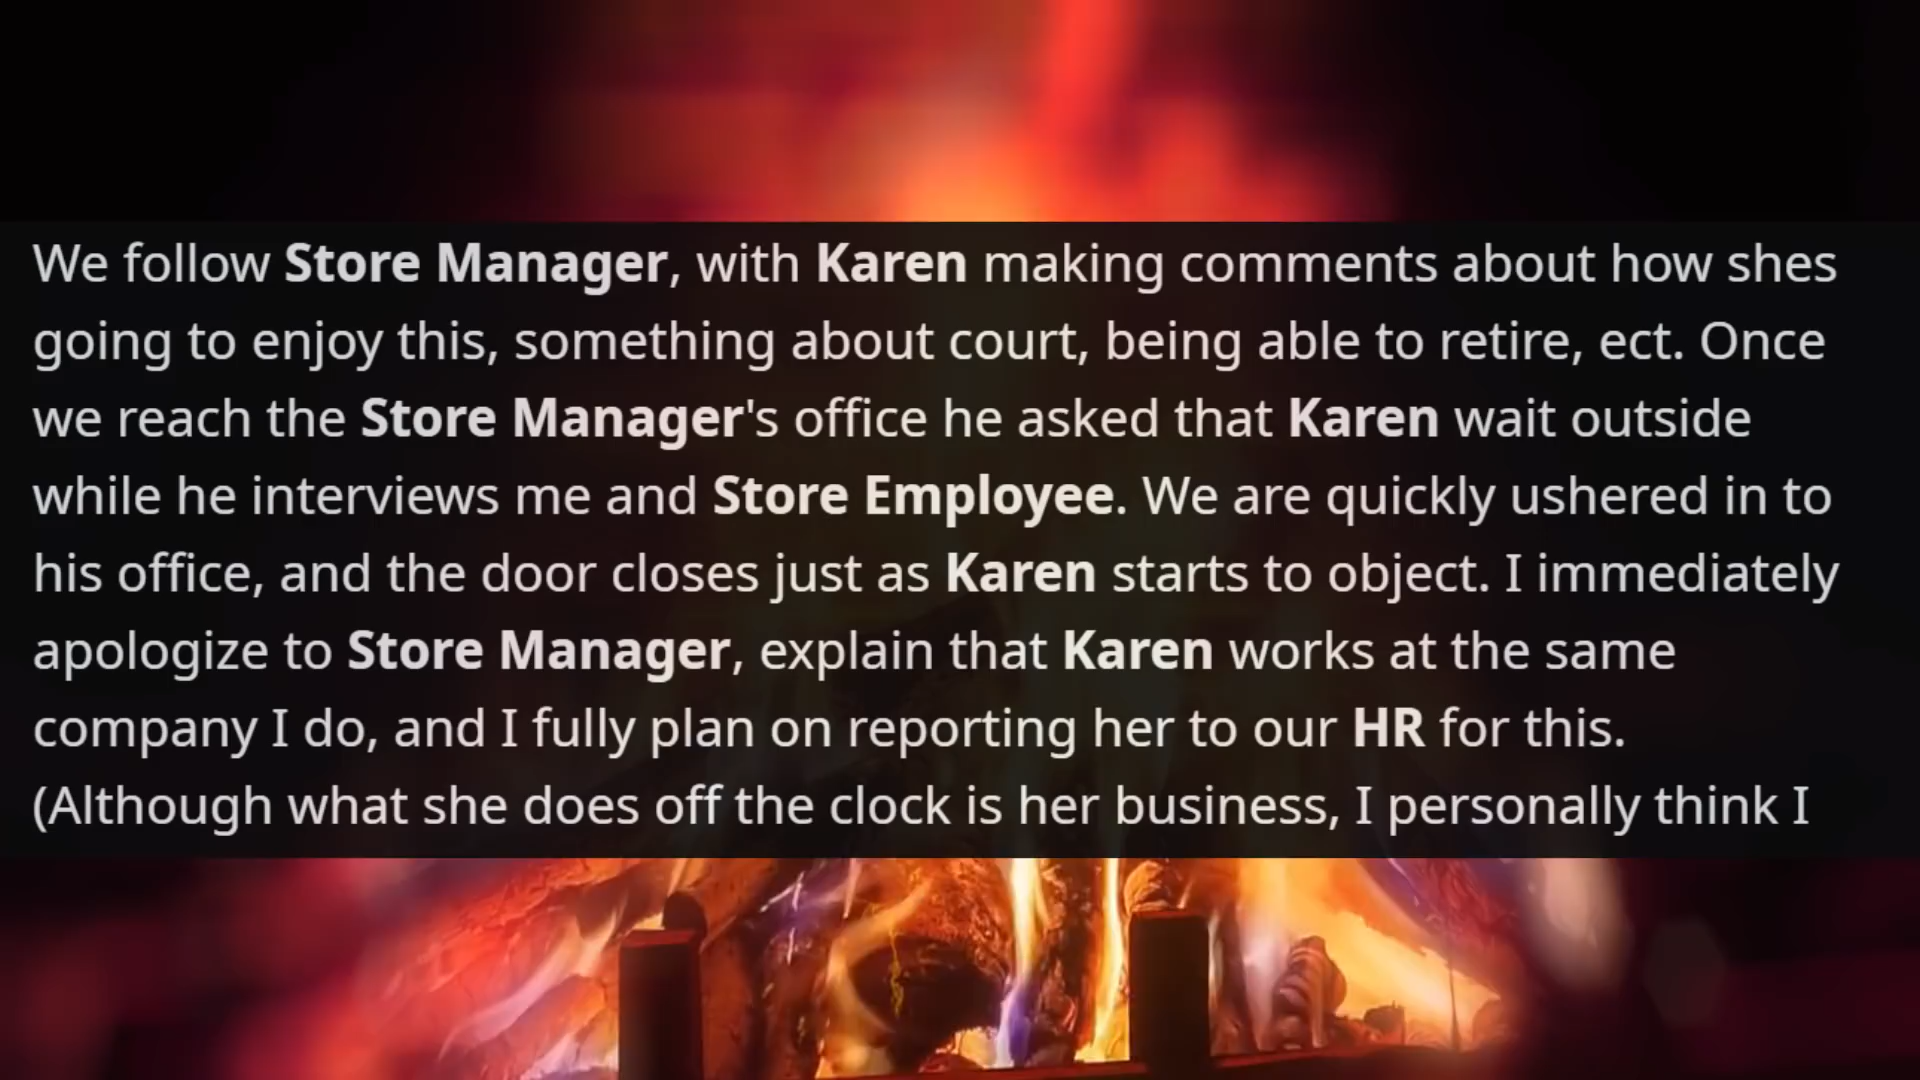 We follow Store Manager, with Karen making comments about how shes
going to enjoy this, something about court, being able to retire, ect. Once
we reach the Store Manager's office he asked that Karen wait outside
while he interviews me and Store Employee. We are quickly ushered in to
his office, and the door closes just as Karen starts to object. I immediately
apologize to Store Manager, explain that Karen works at the same
company I do, and I fully plan on reporting her to our HR for this.
(Although what she does off the clock is her business, I personally think I